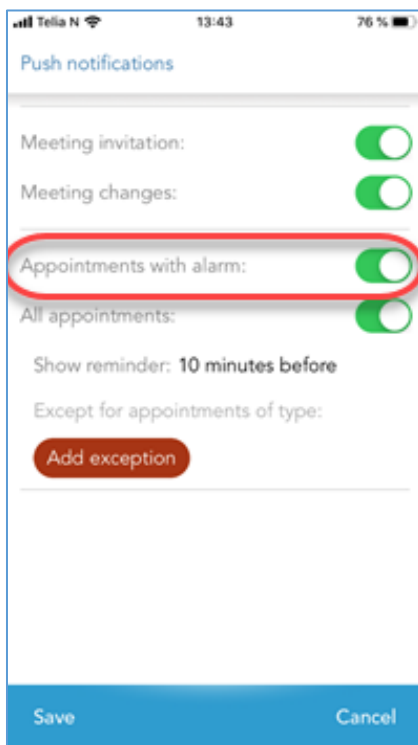 Telia N 13:43 76 %
Push notifications
Meeting invitation:
Meeting changes:
Appointments with alarm:
All appointments:
Show reminder: 10 minutes before
Except for appointments of type:
Add exception
Save Cancel